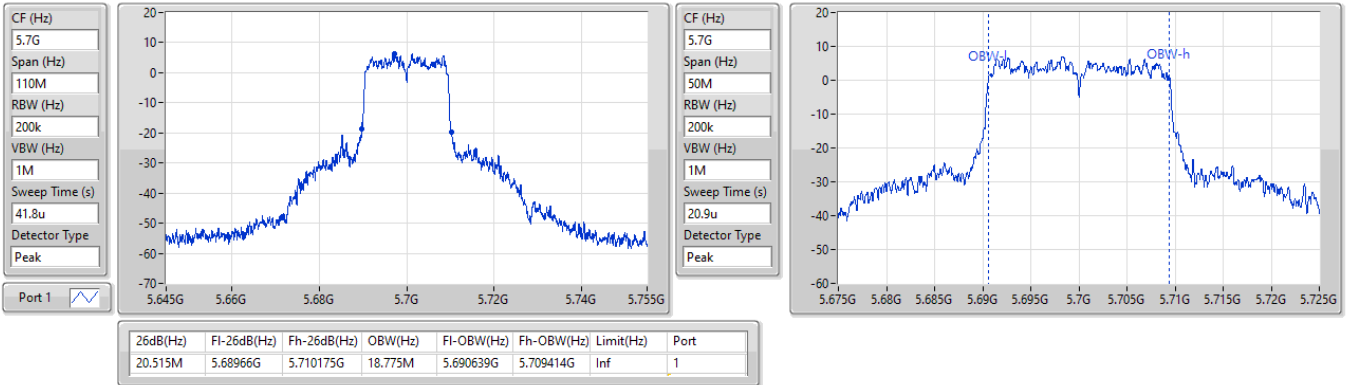 CF (Hz)
5.7G
Span (Hz)
110M
RBW (Hz)
200k
VBW (Hz)
1M
Sweep Time (s)
41.8u
Detector Type
Peak
Port 1
20
10
0
-10
-20
-30
-40
-50
-60
-70
5.645G 5.66G 5.68G 5.7G 5.72G 5.74G 5.755G
CF (Hz)
5.7G
Span (Hz)
50M
RBW (Hz)
200k
VBW (Hz)
1M
Sweep Time (s)
20.9u
Detector Type
Peak
20
10
0
-10
-20
-30
-40
-50
-60
OBW-l OBW-h
5.675G 5.68G 5.685G 5.69G 5.695G 5.7G 5.705G 5.71G 5.715G 5.72G 5.725G
26dB(Hz) Fl-26dB(Hz) Fh-26dB(Hz) OBW(Hz) Fl-OBW(Hz) Fh-OBW(Hz) Limit(Hz) Port
20.515M 5.68966G 5.710175G 18.775M 5.690639G 5.709414G Inf 1